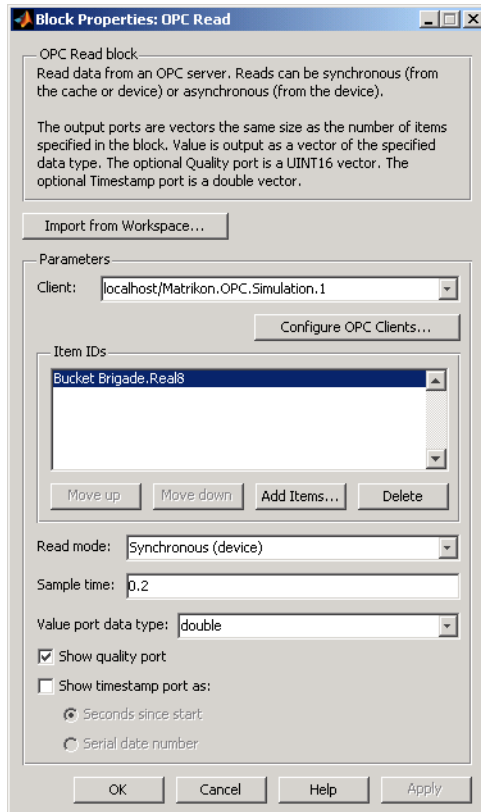 Block Properties: OPC Read
OPC Read block
Read data from an OPC server. Reads can be synchronous (from
the cache or device) or asynchronous (from the device).
The output ports are vectors the same size as the number of items
specified in the block. Value is output as a vector of the specified
data type. The optional Quality port is a UINT16 vector. The
optional Timestamp port is a double vector.
Import from Workspace...
Parameters
Client: localhost/Matrikon.OPC.Simulation.1
Configure OPC Clients...
Item IDs
Bucket Brigade.Real8
Move up Move down Add Items... Delete
Read mode: Synchronous (device)
Sample time: 0.2
Value port data type: double
Show quality port
Show timestamp port as:
Seconds since start
Serial date number
OK Cancel Help Apply